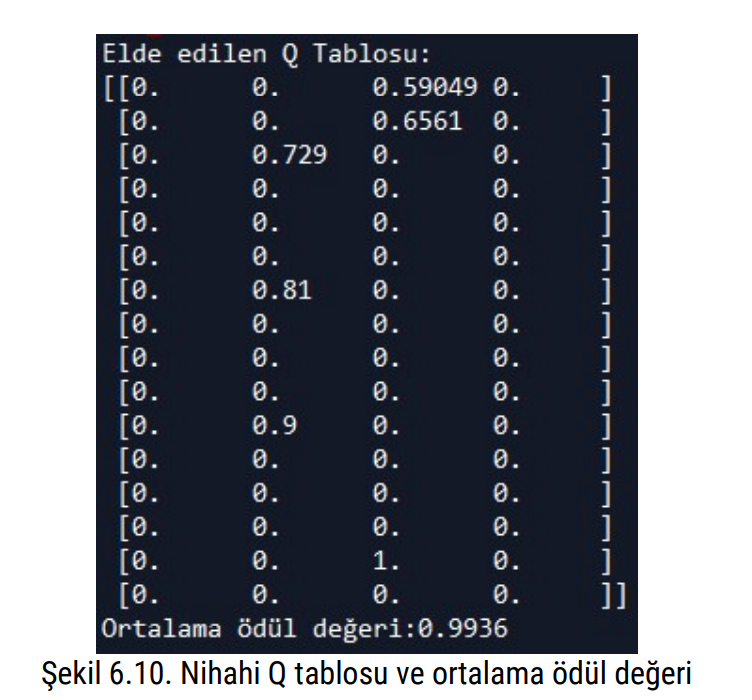 Elde edilen Q Tablosu:
[[0. 0. 0.59049 0. ]
[0. 0. 0.6561 0. ]
[0. 0.729 0. 0. ]
[0. 0. 0. 0. ]
[0. 0. 0. 0. ]
[0. 0. 0. 0. ]
[0. 0.81 0. 0. ]
[0. 0. 0. 0. ]
[0. 0. 0. 0. ]
[0. 0. 0. 0. ]
[0. 0.9 0. 0. ]
[0. 0. 0. 0. ]
[0. 0. 0. 0. ]
[0. 0. 0. 0. ]
[0. 0. 1. 0. ]
[0. 0. 0. 0. ]]
Ortalama ödül değeri:0.9936
Şekil 6.10. Nihahi Q tablosu ve ortalama ödül değeri